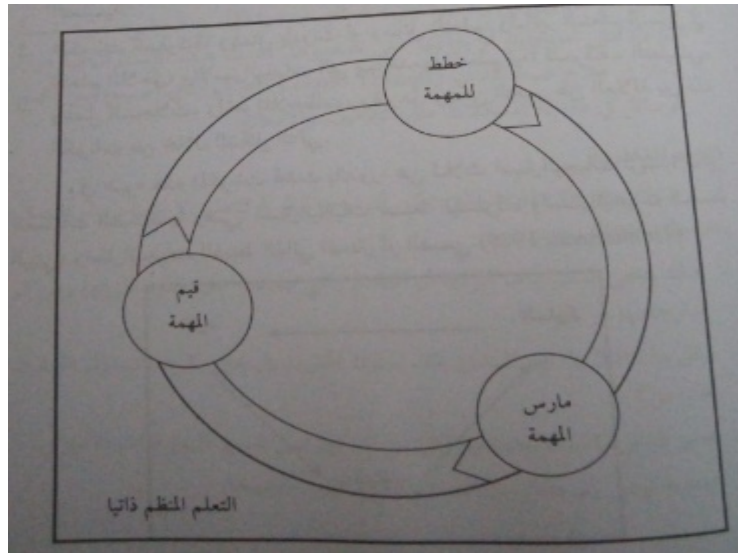 خطط
للمهمة
قيم
المهمة
مارس
المهمة
التعلم المنظم ذاتيا